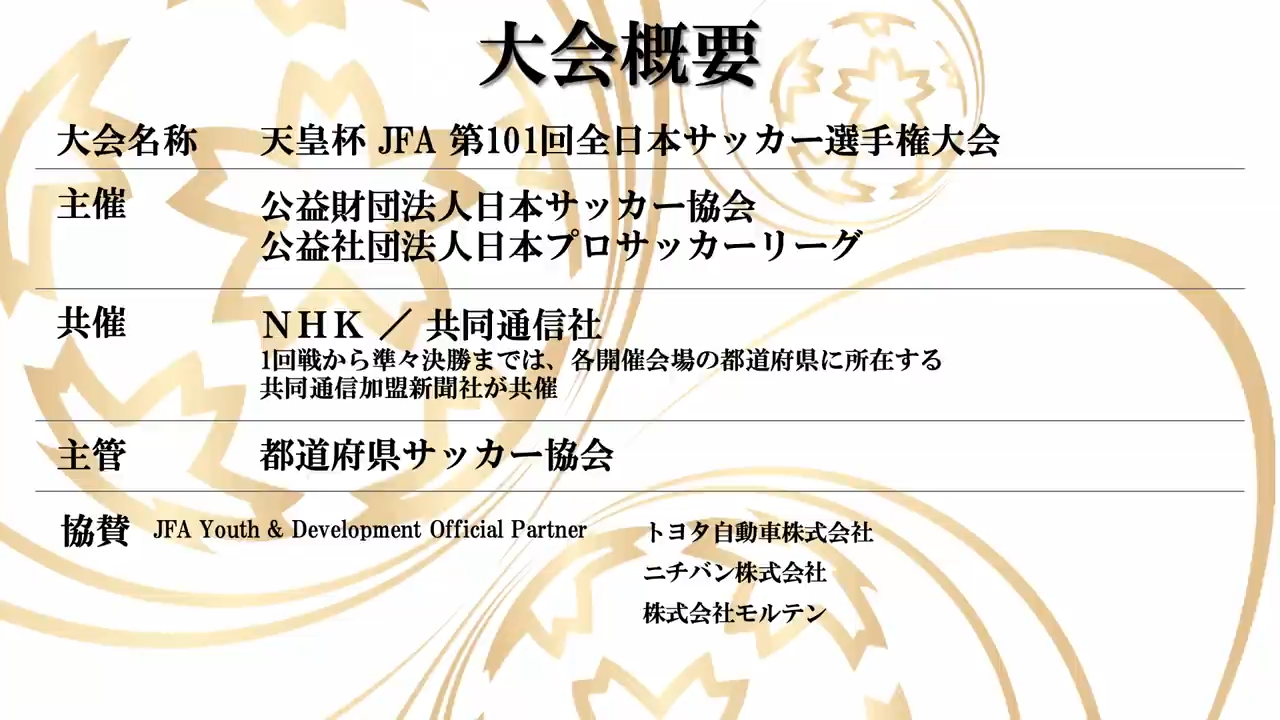 大会概要
大会名称 天皇杯 JFA 第101回全日本サッカー選手権大会
主催 公益財団法人日本サッカー協会
公益社団法人日本プロサッカーリーグ
共催 ＮＨＫ ／ 共同通信社
1回戦から準々決勝までは、各開催会場の都道府県に所在する
共同通信加盟新聞社が共催
主管 都道府県サッカー協会
協賛 JFA Youth & Development Official Partner トヨタ自動車株式会社
ニチバン株式会社
株式会社モルテン